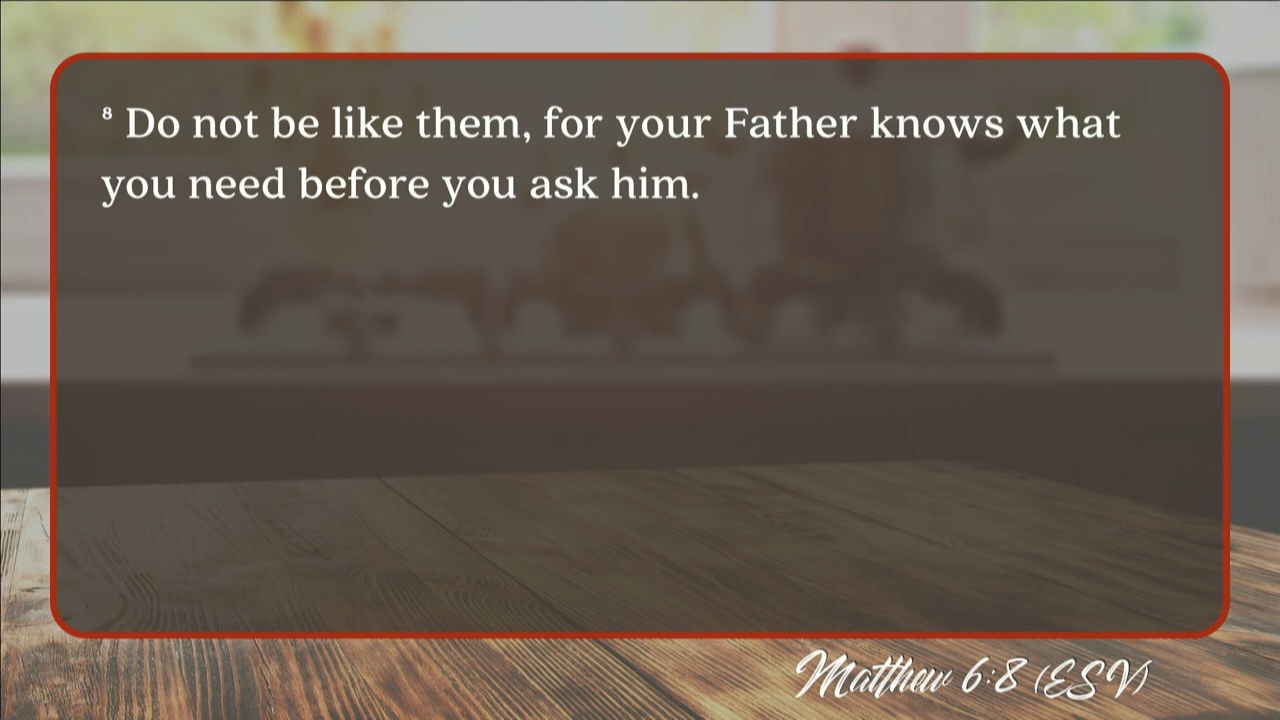 ⁸ Do not be like them, for your Father knows what
you need before you ask him.
Matthew 6:8 (ESV)